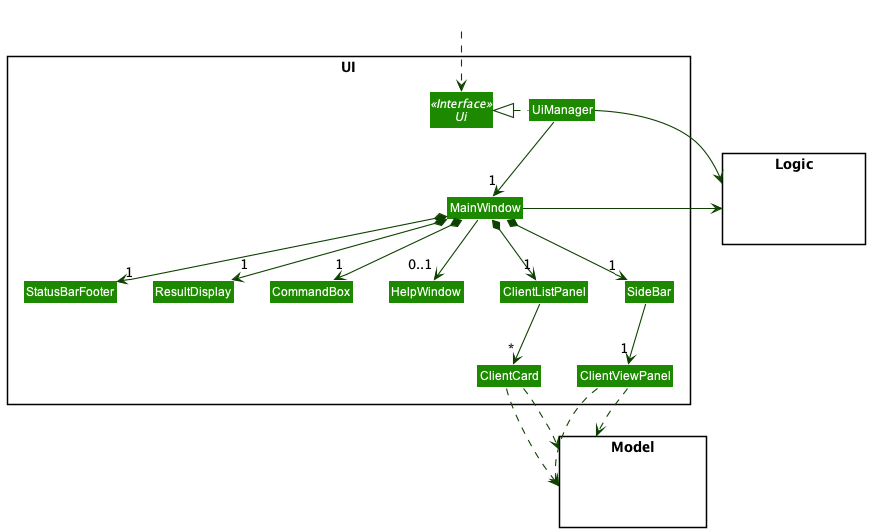 UI
«Interface»
Ui
UiManager
Logic
1
MainWindow
1
1
1
0..1
1
1
StatusBarFooter
ResultDisplay
CommandBox
HelpWindow
ClientListPanel
SideBar
*
1
ClientCard
ClientViewPanel
Model